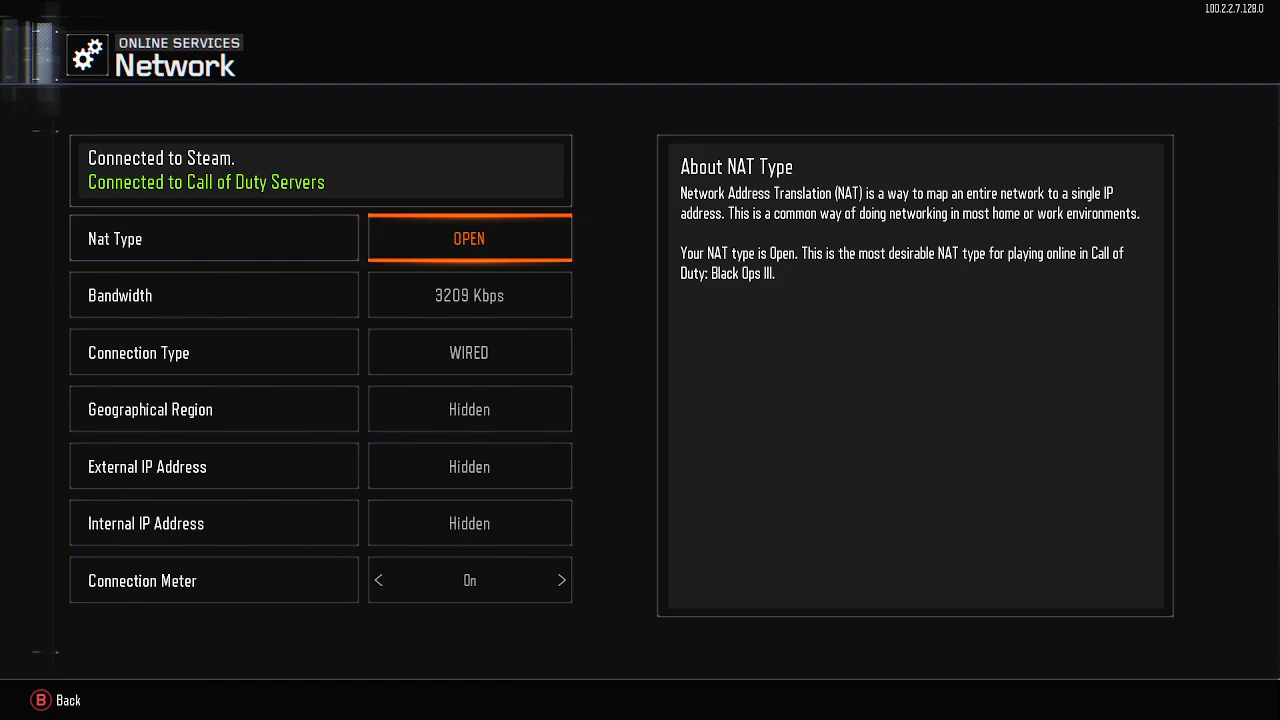 100.2.2.7.128.0
ONLINE SERVICES
Network
Connected to Steam.
Connected to Call of Duty Servers
Nat Type
OPEN
Bandwidth
3209 Kbps
Connection Type
WIRED
Geographical Region
Hidden
External IP Address
Hidden
Internal IP Address
Hidden
Connection Meter
< On >
About NAT Type
Network Address Translation (NAT) is a way to map an entire network to a single IP
address. This is a common way of doing networking in most home or work environments.
Your NAT type is Open. This is the most desirable NAT type for playing online in Call of
Duty: Black Ops III.
B Back